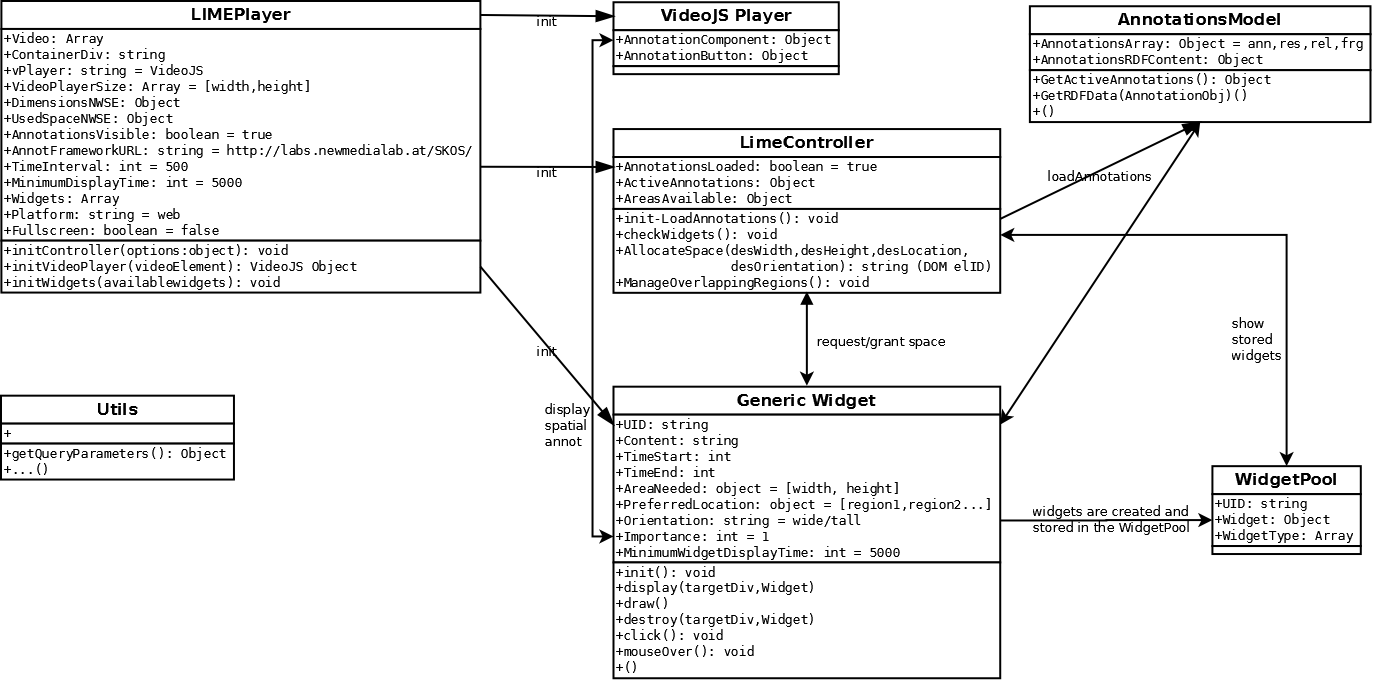 LIMEPlayer
+Video: Array
+ContainerDiv: string
+vPlayer: string = VideoJS
+VideoPlayerSize: Array = [width,height]
+DimensionsNWSE: Object
+UsedSpaceNWSE: Object
+AnnotationsVisible: boolean = true
+AnnotFrameworkURL: string = http://labs.newmedialab.at/SKOS/
+TimeInterval: int = 500
+MinimumDisplayTime: int = 5000
+Widgets: Array
+Platform: string = web
+Fullscreen: boolean = false
+initController(options:object): void
+initVideoPlayer(videoElement): VideoJS Object
+initWidgets(availablewidgets): void
init
init
init
VideoJS Player
+AnnotationComponent: Object
+AnnotationButton: Object
AnnotationsModel
+AnnotationsArray: Object = ann,res,rel,frg
+AnnotationsRDFContent: Object
+GetActiveAnnotations(): Object
+GetRDFData(AnnotationObj)()
+()
LimeController
+AnnotationsLoaded: boolean = true
+ActiveAnnotations: Object
+AreasAvailable: Object
+init-LoadAnnotations(): void
+checkWidgets(): void
+AllocateSpace(desWidth,desHeight,desLocation,
desOrientation): string (DOM elID)
+ManageOverlappingRegions(): void
loadAnnotations
request/grant space
show
stored
widgets
Utils
+
+getQueryParameters(): Object
+...()
display
spatial
annot
Generic Widget
+UID: string
+Content: string
+TimeStart: int
+TimeEnd: int
+AreaNeeded: object = [width, height]
+PreferredLocation: object = [region1,region2...]
+Orientation: string = wide/tall
+Importance: int = 1
+MinimumWidgetDisplayTime: int = 5000
+init(): void
+display(targetDiv,Widget)
+draw()
+destroy(targetDiv,Widget)
+click(): void
+mouseOver(): void
+()
widgets are created and
stored in the WidgetPool
WidgetPool
+UID: string
+Widget: Object
+WidgetType: Array